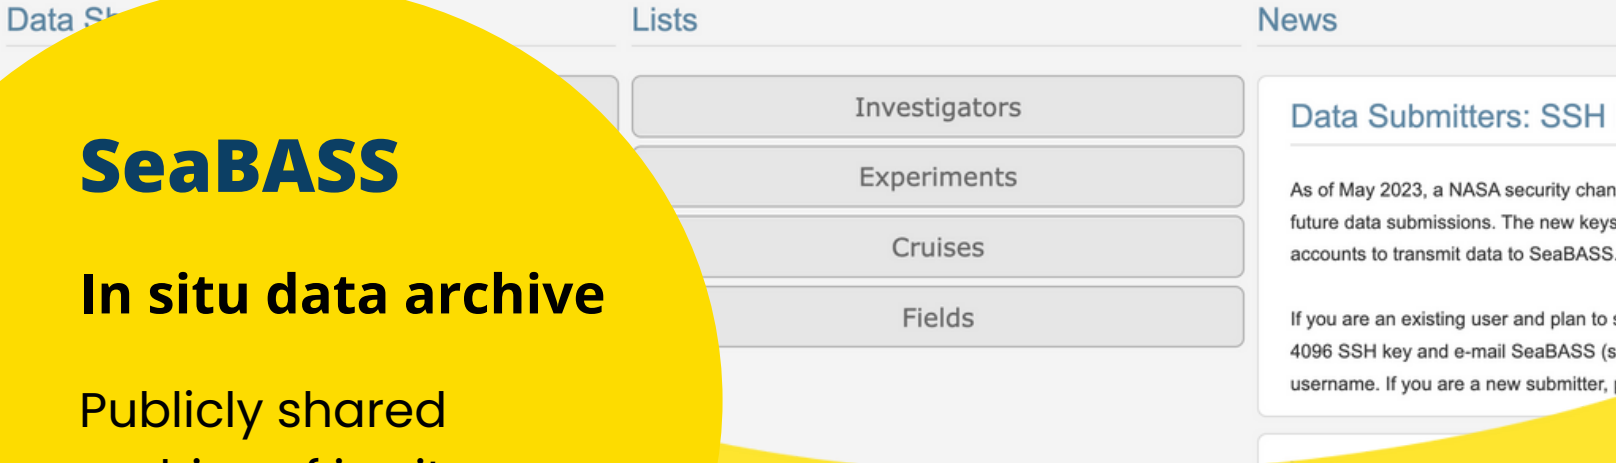 Data
Lists
News
SeaBASS
In situ data archive
Publicly shared
Investigators
Experiments
Cruises
Fields
Data Submitters: SSH
As of May 2023, a NASA security
future data submissions. The new keys
accounts to transmit data to SeaBASS.
If you are an existing user and plan to
4096 SSH key and e-mail SeaBASS
username. If you are a new submitter,